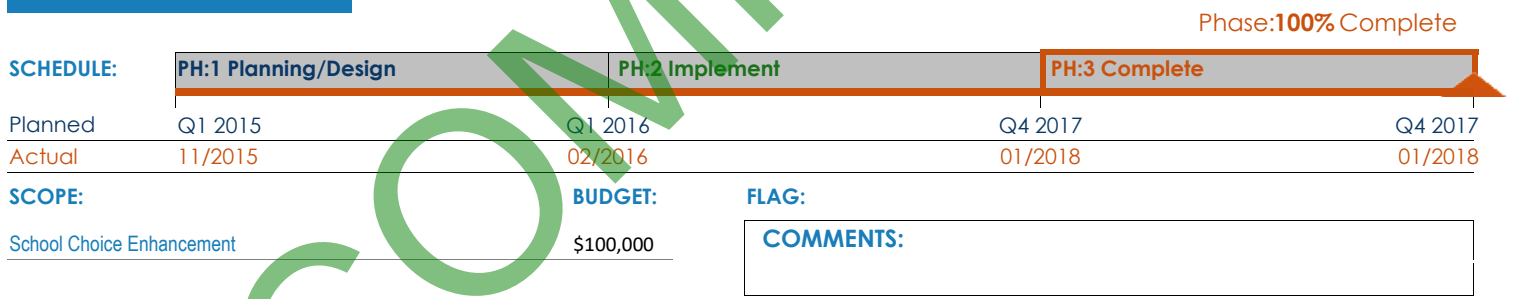 Phase:100% Complete
SCHEDULE: PH:1 Planning/Design PH:2 Implement PH:3 Complete
Planned Q1 2015 Q1 2016 Q4 2017 Q4 2017
Actual 11/2015 02/2016 01/2018 01/2018
SCOPE: BUDGET: FLAG:
School Choice Enhancement $100,000 COMMENTS:
COM